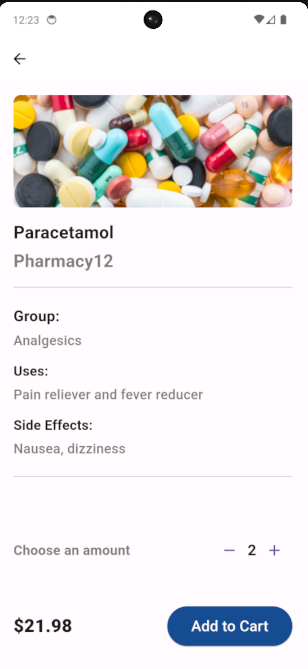 12:23
Paracetamol
Pharmacy12
Group:
Analgesics
Uses:
Pain reliever and fever reducer
Side Effects:
Nausea, dizziness
Choose an amount
2
$21.98
Add to Cart